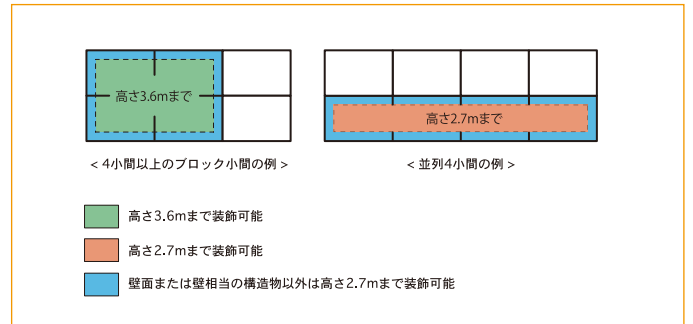 高さ3.6mまで
高さ2.7mまで
< 4小間以上のブロック小間の例 >
< 並列4小間の例 >
高さ3.6mまで装飾可能
高さ2.7mまで装飾可能
壁面または壁相当の構造物以外は高さ2.7mまで装飾可能